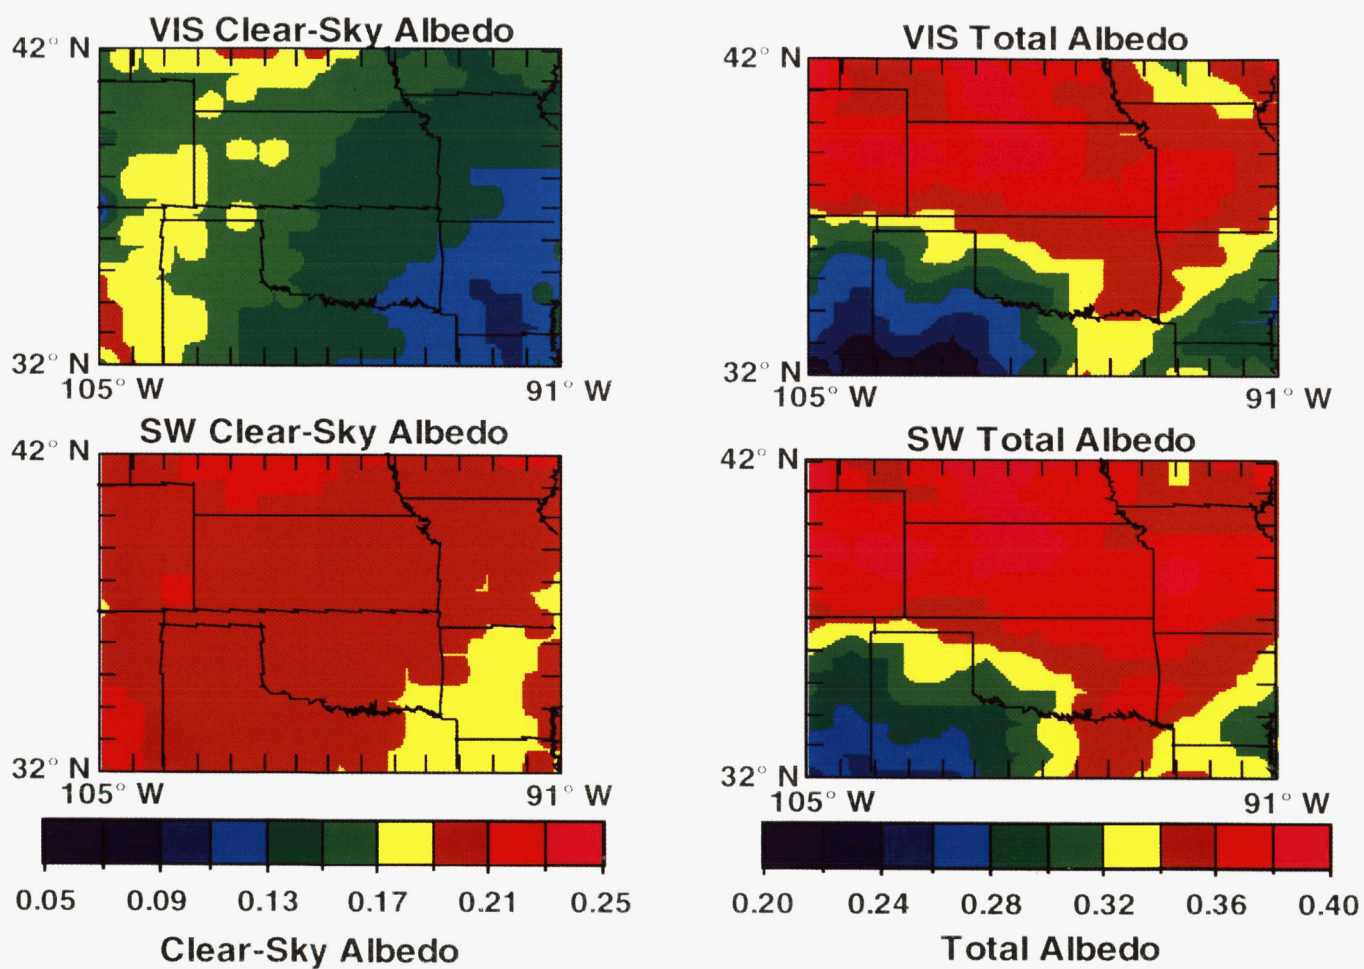 VIS Clear-Sky Albedo
42° N
32° N
105° W
91° W
VIS Total Albedo
42° N
32° N
105° W
91° W
SW Clear-Sky Albedo
42° N
32° N
105° W
91° W
SW Total Albedo
42° N
32° N
105° W
91° W
0.05 0.09 0.13 0.17 0.21 0.25
Clear-Sky Albedo
0.20 0.24 0.28 0.32 0.36 0.40
Total Albedo